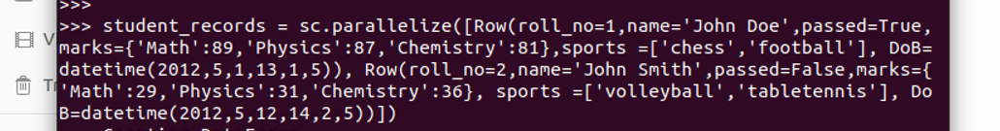 >>>
>>> student_records = sc.parallelize([Row(roll_no=1,name='John Doe',passed=True,
marks={'Math':89,'Physics':87,'Chemistry':81},sports =['chess','football'], DoB=
datetime(2012,5,1,13,1,5)), Row(roll_no=2,name='John Smith',passed=False,marks={
'Math':29,'Physics':31,'Chemistry':36}, sports =['volleyball','tabletennis'], Do
B=datetime(2012,5,12,14,2,5))])